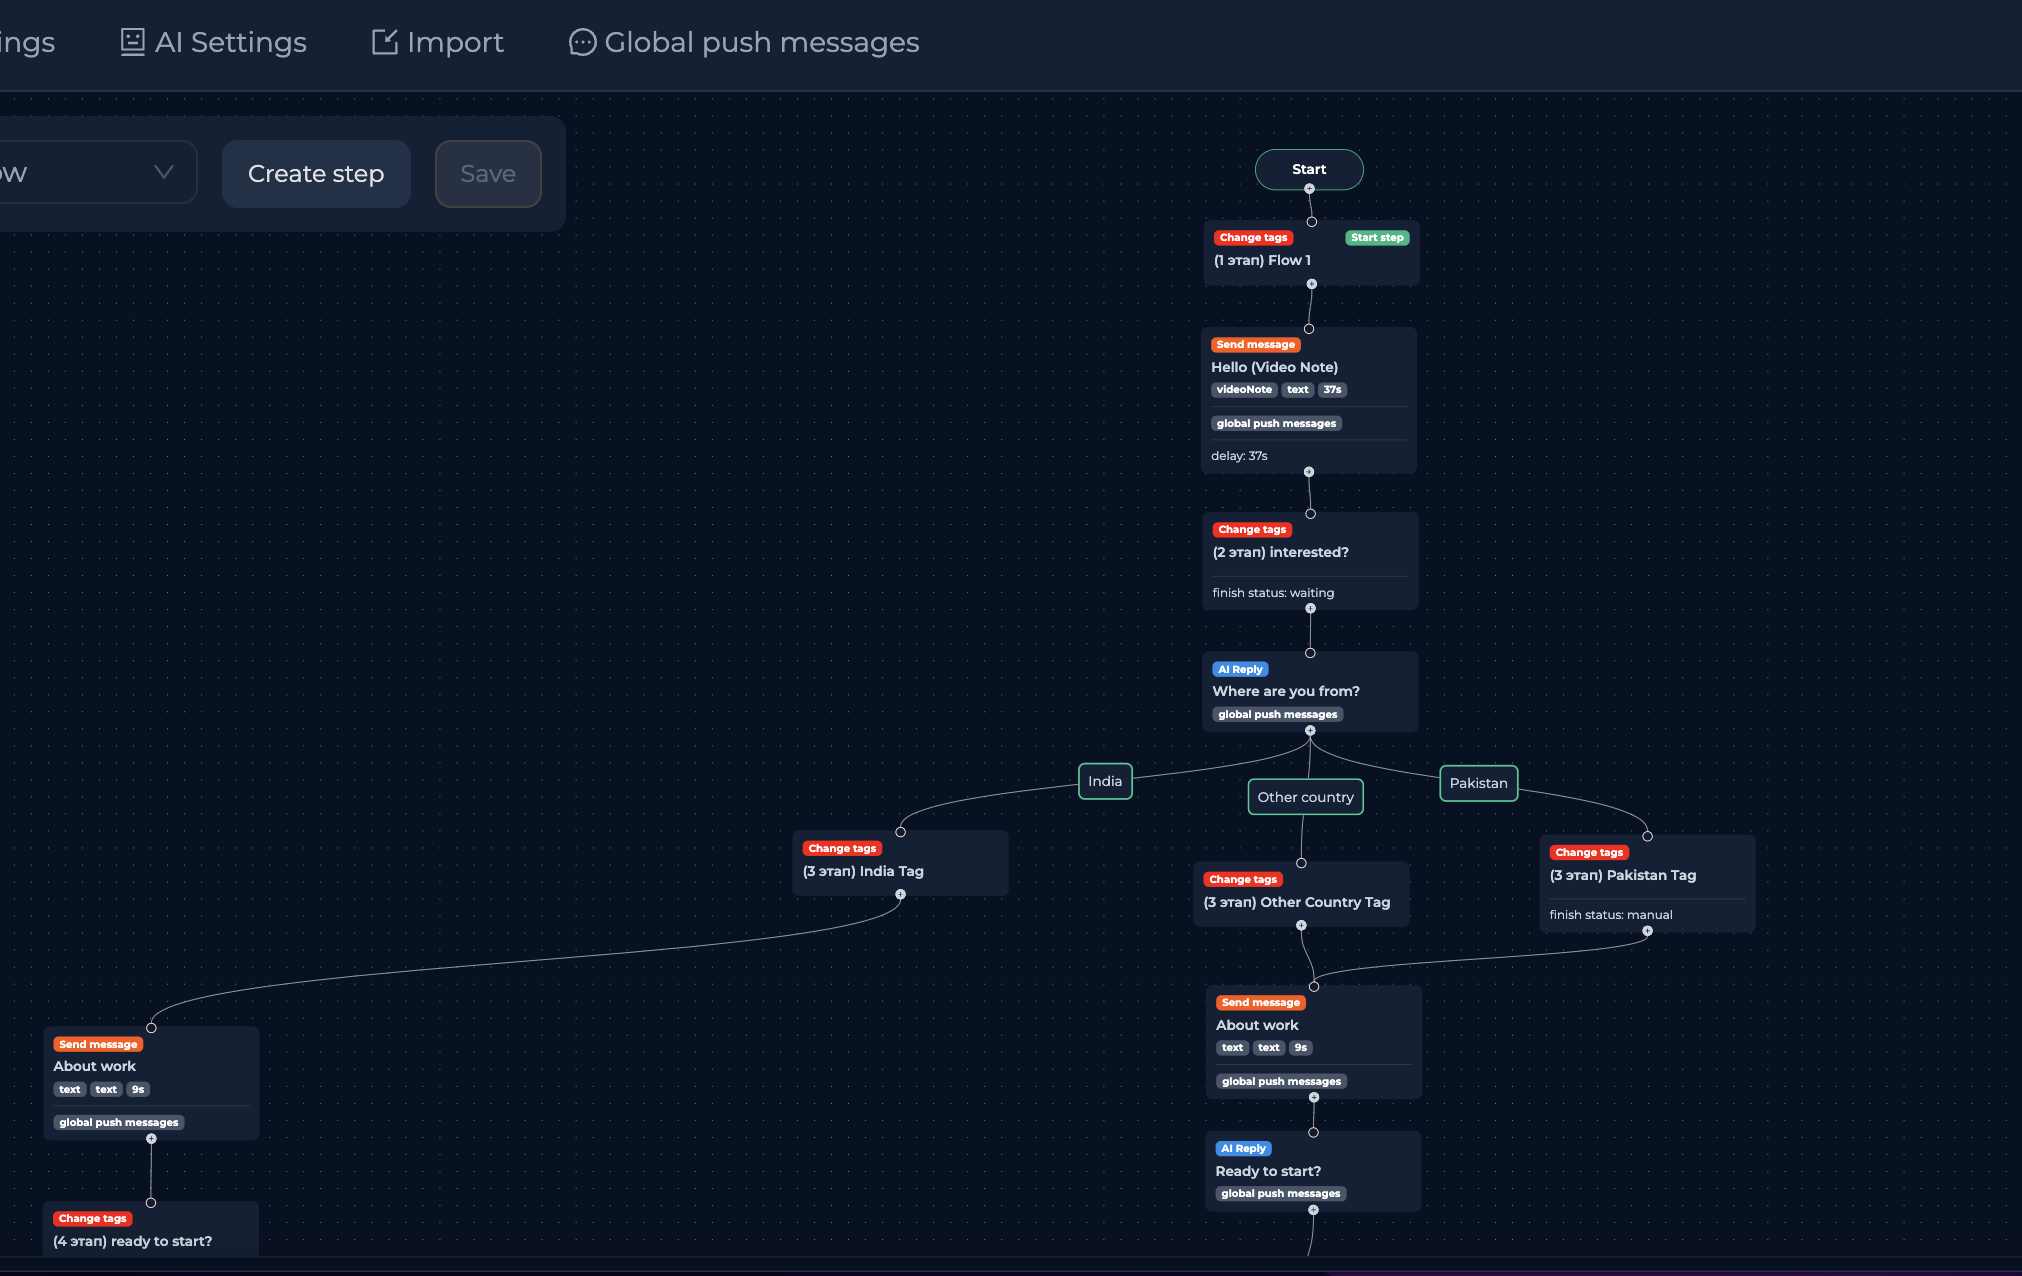 ings
AI Settings
Import
Global push messages
ow
Create step
Save
Start
Change tags
Start step
(1 этап) Flow 1
Send message
Hello (Video Note)
videoNote text 37s
global push messages
delay: 37s
Change tags
(2 этап) interested?
finish status: waiting
AI Reply
Where are you from?
global push messages
India
Other country
Pakistan
Change tags
(3 этап) India Tag
Change tags
(3 этап) Other Country Tag
Change tags
(3 этап) Pakistan Tag
finish status: manual
Send message
About work
text text 9s
global push messages
Change tags
(4 этап) ready to start?
Send message
About work
text text 9s
global push messages
AI Reply
Ready to start?
global push messages